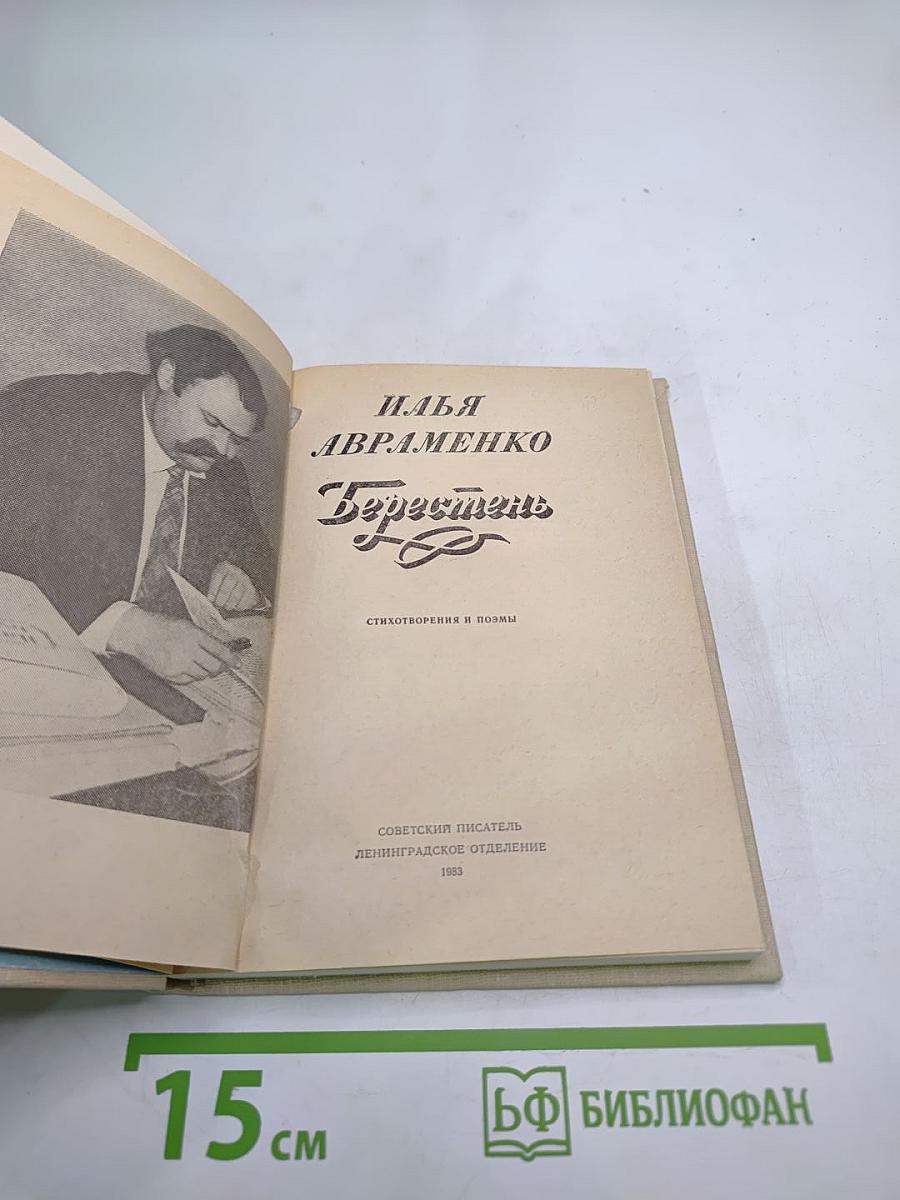 ИЛЬЯ
АВРАМЕНКО
Берестень
СТИХОТВОРЕНИЯ И ПОЭМЫ
СОВЕТСКИЙ ПИСАТЕЛЬ
ЛЕНИНГРАДСКОЕ ОТДЕЛЕНИЕ
1983
15 см
БФ БИБЛИОФАН